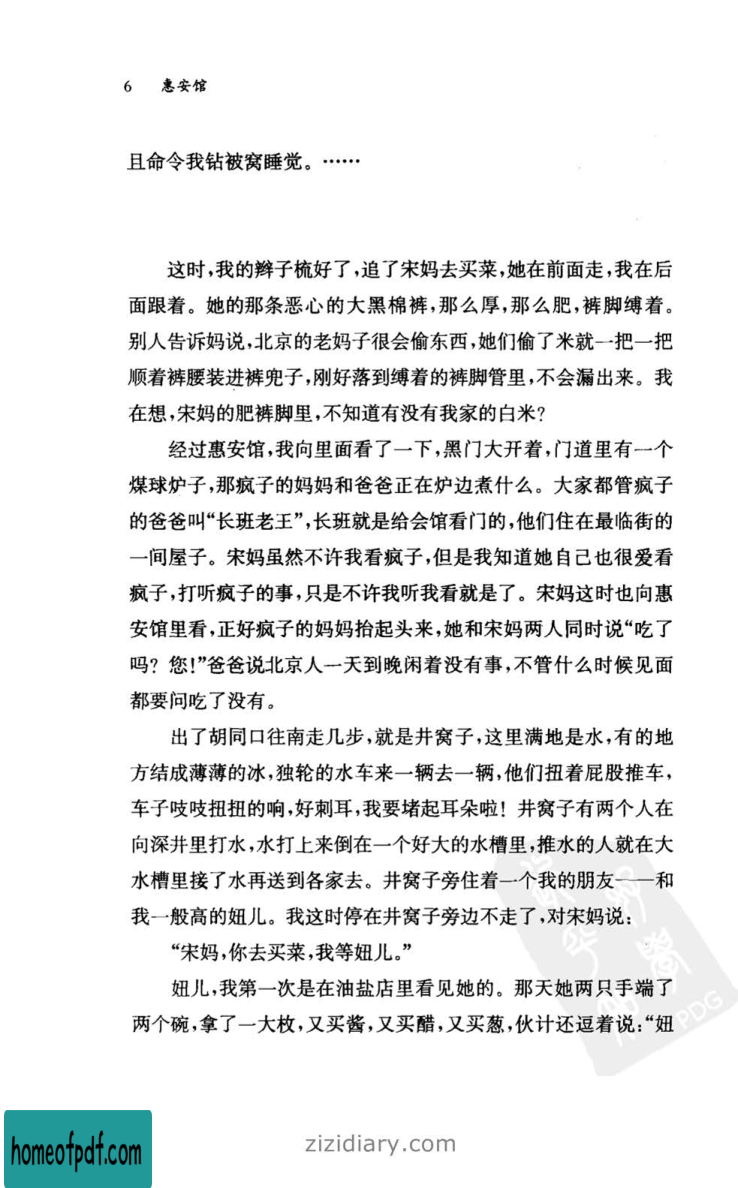 6 惠安馆
且命令我钻被窝睡觉。……
这时,我的辫子梳好了,追了宋妈去买菜,她在前面走,我在后
面跟着。她的那条恶心的大黑棉裤,那么厚,那么肥,裤脚缚着。
别人告诉妈说,北京的老妈子很会偷东西,她们偷了米就一把一把
顺着裤腰装进裤兜子,刚好落到缚着的裤脚管里,不会漏出来。我
在想,宋妈的肥裤脚里,不知道有没有我家的白米?
经过惠安馆,我向里面看了一下,黑门大开着,门道里有一个
煤球炉子,那疯子的妈妈和爸爸正在炉边煮什么。大家都管疯子
的爸爸叫“长班老王”,长班就是给会馆看门的,他们住在最临街的
一间屋子。宋妈虽然不许我看疯子,但是我知道她自己也很爱看
疯子,打听疯子的事,只是不许我听我看就是了。宋妈这时也向惠
安馆里看,正好疯子的妈妈抬起头来,她和宋妈两人同时说“吃了
吗?您!”爸爸说北京人一天到晚闲着没有事,不管什么时候见面
都要问吃了没有。
出了胡同口往南走几步,就是井窝子,这里满地是水,有的地
方结成薄薄的冰,独轮的水车来一辆去一辆,他们扭着屁股推车,
车子吱吱扭扭的响,好刺耳,我要堵起耳朵啦!井窝子有两个人在
向深井里打水,水打上来倒在一个好大的水槽里,推水的人就在大
水槽里接了水再送到各家去。井窝子旁住着一个我的朋友——和
我一般高的妞儿。我这时停在井窝子旁边不走了,对宋妈说:
“宋妈,你去买菜,我等妞儿。”
妞儿,我第一次是在油盐店里看见她的。那天她两只手端了
两个碗,拿了一大枚,又买酱,又买醋,又买葱,伙计还逗着说:“妞
PDG
homeofpdf.com
zizidiary.com